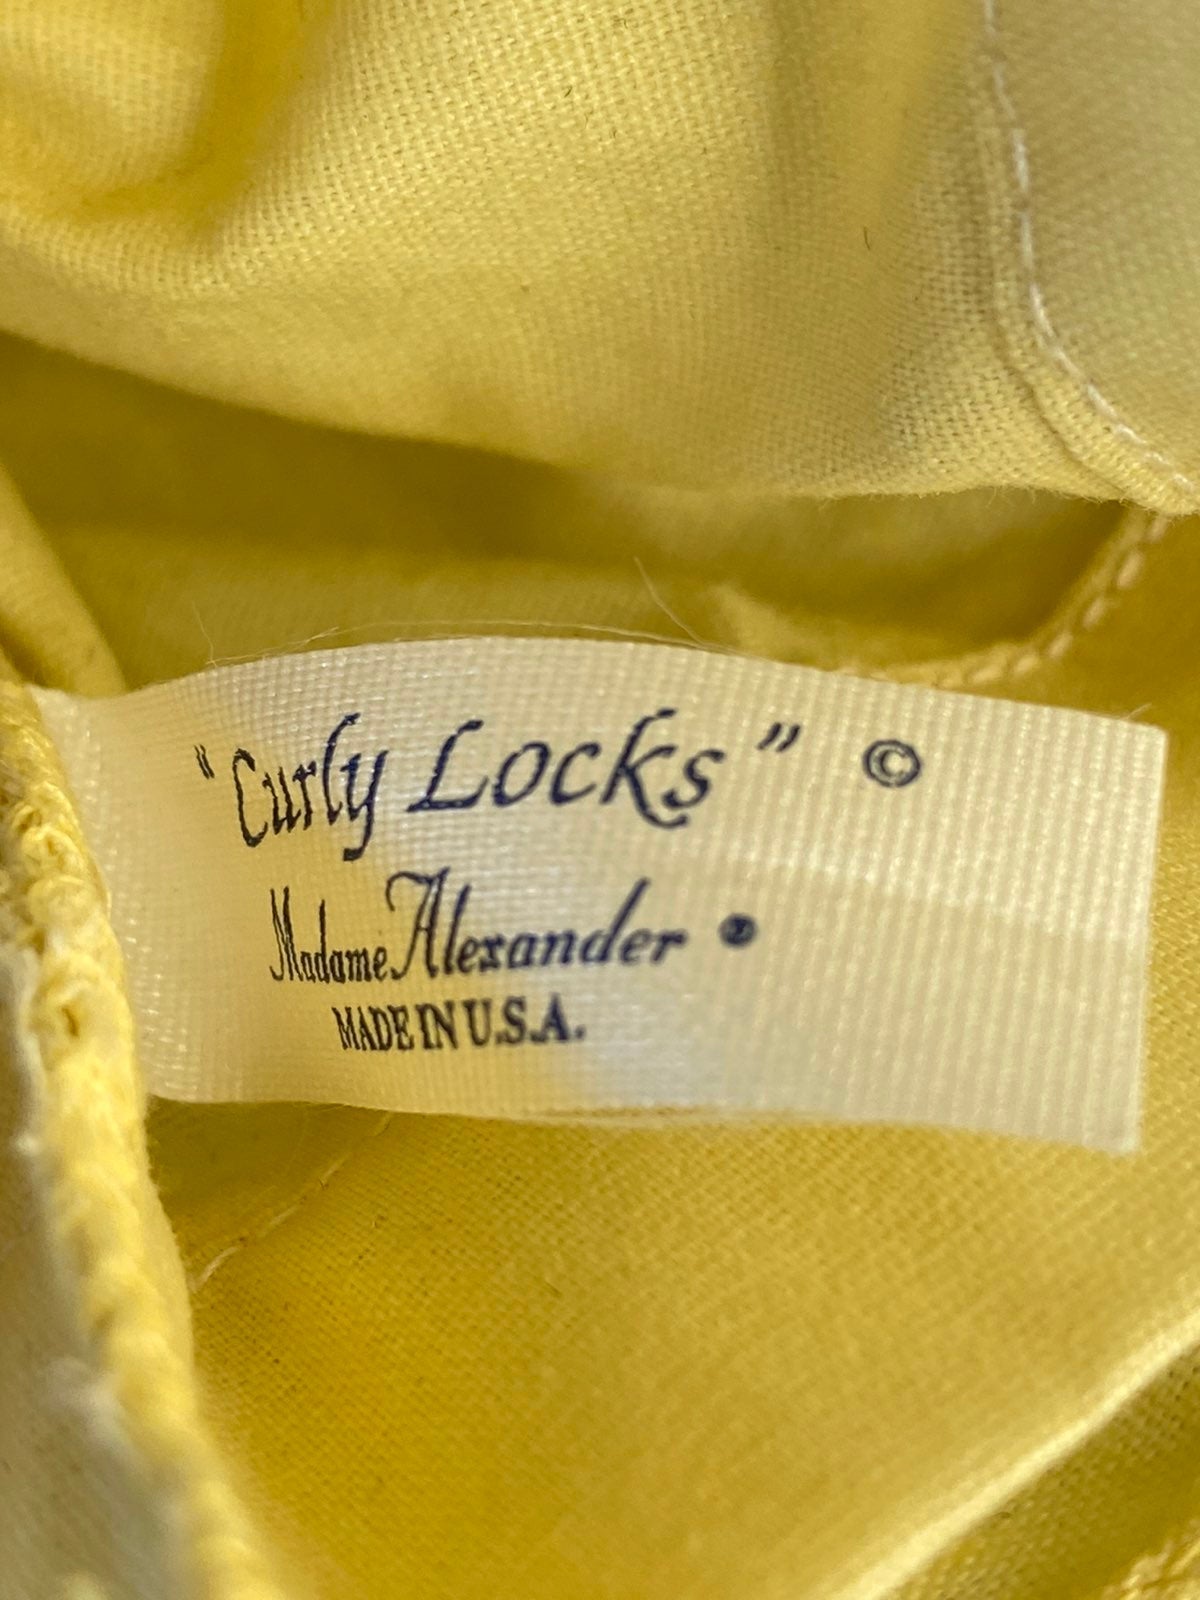 "Curly Locks" ©
Madame Alexander ®
MADE IN U.S.A.